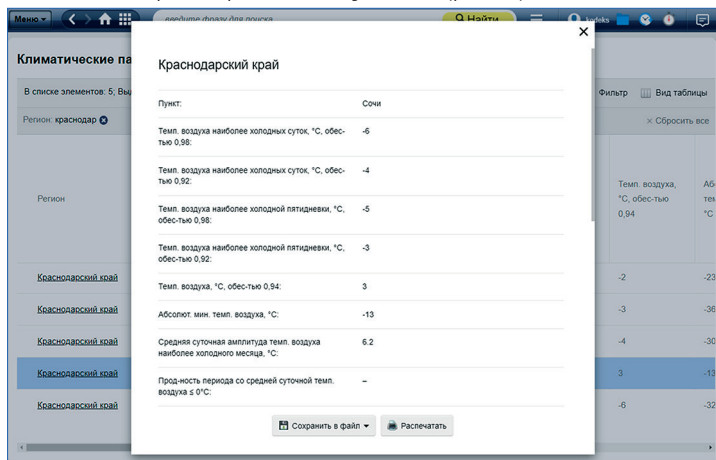 Меню
введите фразу для поиска
Найти
kodeks
Климатические па
В списке элементов: 5; Вы
Фильтр
Вид таблицы
Регион: краснодар
× Сбросить все
Регион
Темп. воздуха,
°C, обес-тью
0,94
Абс
тем
°C
Краснодарский край
-2
-23
Краснодарский край
-3
-36
Краснодарский край
-4
-30
Краснодарский край
3
-13
Краснодарский край
-6
-32
×
Краснодарский край
Пункт: Сочи
Темп. воздуха наиболее холодных суток, °C, обес-
тью 0,98: -6
Темп. воздуха наиболее холодных суток, °C, обес-
тью 0,92: -4
Темп. воздуха наиболее холодной пятидневки, °C,
обес-тью 0,98: -5
Темп. воздуха наиболее холодной пятидневки, °C,
обес-тью 0,92: -3
Темп. воздуха, °C, обес-тью 0,94: 3
Абсолют. мин. темп. воздуха, °C: -13
Средняя суточная амплитуда темп. воздуха
наиболее холодного месяца, °C: 6.2
Прод-ность периода со средней суточной темп.
воздуха ≤ 0°C: –
Сохранить в файл
Распечатать